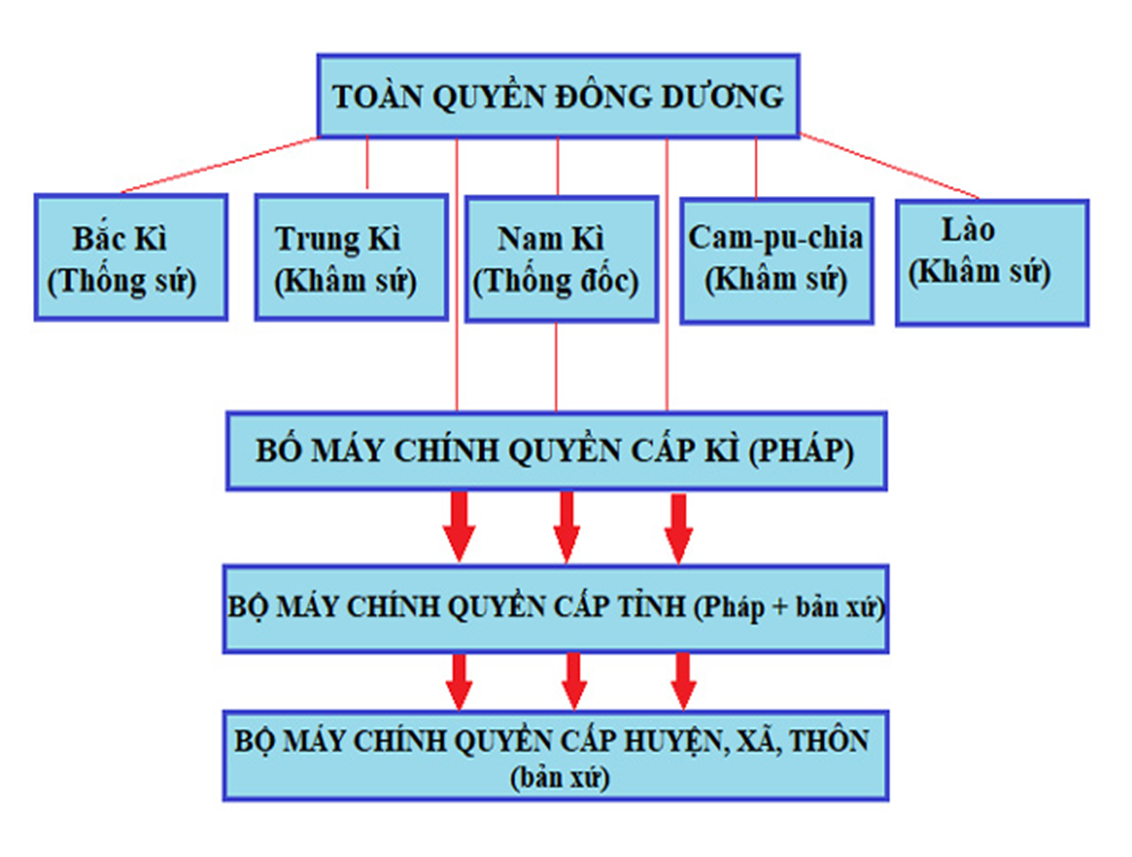 TOÀN QUYỀN ĐÔNG DƯƠNG
Bắc Kì
(Thống sứ)
Trung Kì
(Khâm sứ)
Nam Kì
(Thống đốc)
Cam-pu-chia
(Khâm sứ)
Lào
(Khâm sứ)
BỐ MÁY CHÍNH QUYỀN CẤP KÌ (PHÁP)
BỘ MÁY CHÍNH QUYỀN CẤP TỈNH (Pháp + bản xứ)
BỘ MÁY CHÍNH QUYỀN CẤP HUYỆN, XÃ, THÔN
(bản xứ)